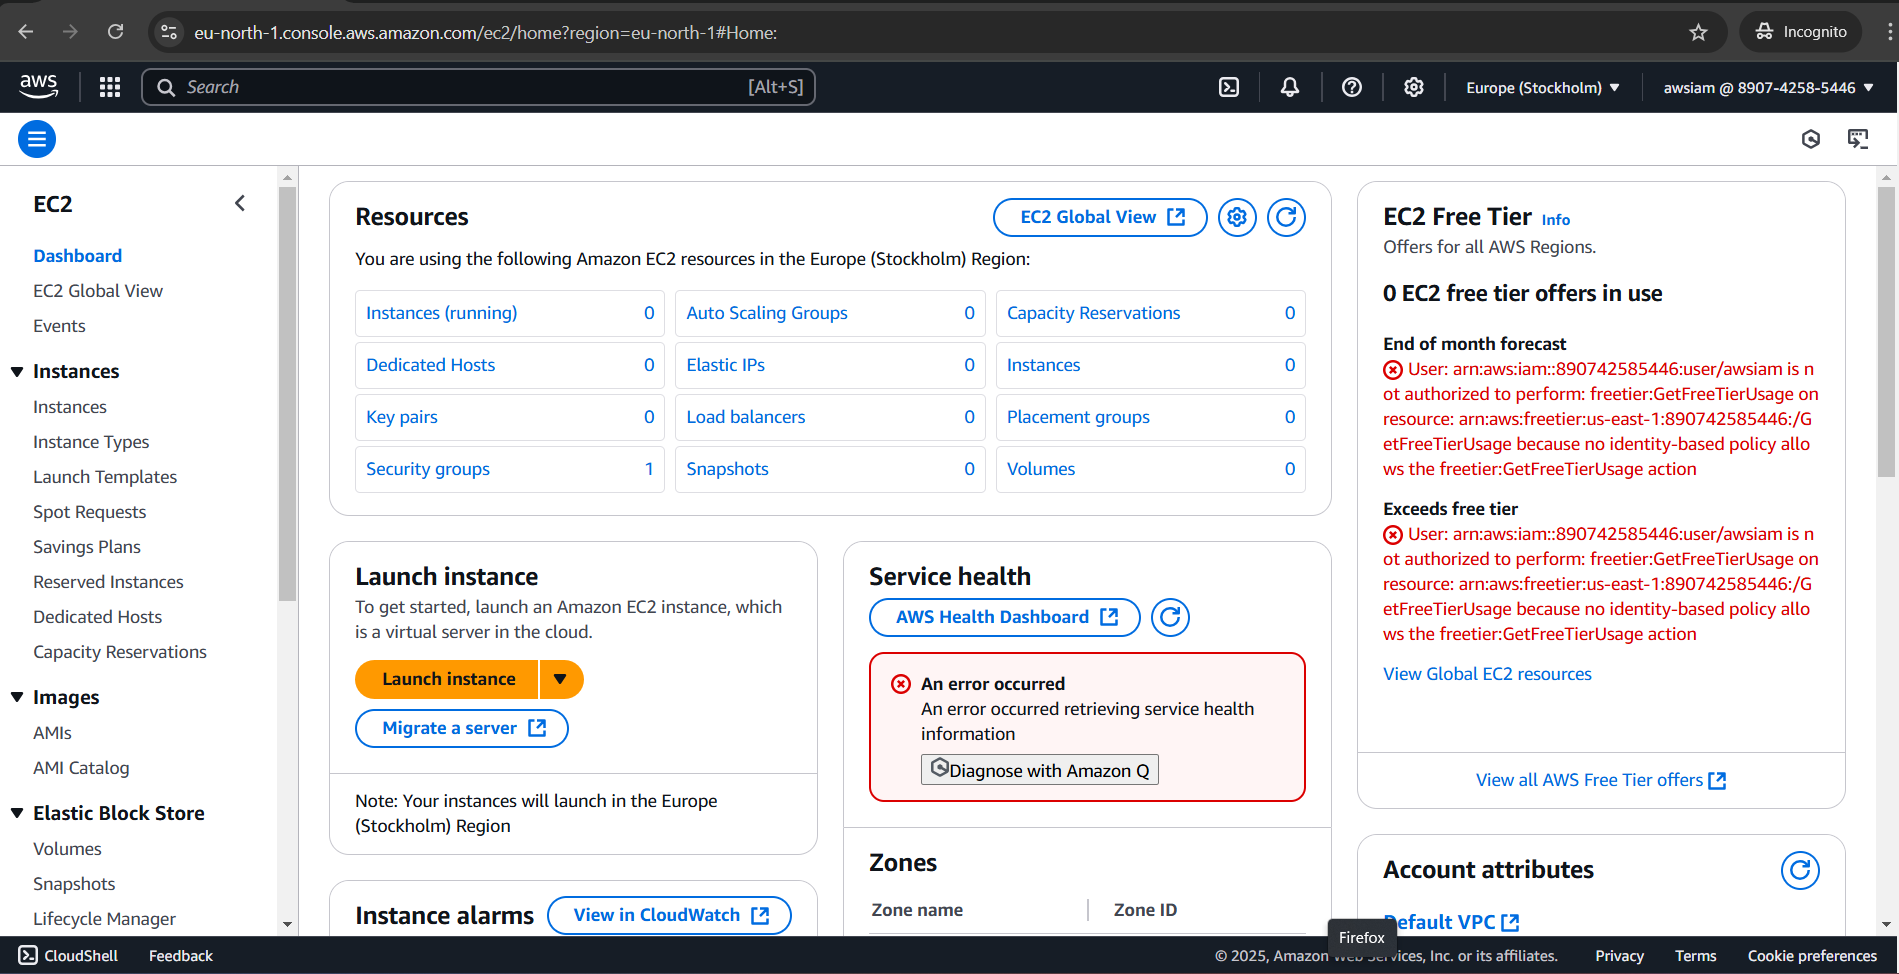 eu-north-1.console.aws.amazon.com/ec2/home?region=eu-north-1#Home:
Incognito
aws
Search
[Alt+S]
Europe (Stockholm)
awsiam @ 8907-4258-5446
EC2
Dashboard
EC2 Global View
Events
Instances
Instances
Instance Types
Launch Templates
Spot Requests
Savings Plans
Reserved Instances
Dedicated Hosts
Capacity Reservations
Images
AMIs
AMI Catalog
Elastic Block Store
Volumes
Snapshots
Lifecycle Manager
Resources
EC2 Global View
You are using the following Amazon EC2 resources in the Europe (Stockholm) Region:
Instances (running) 0
Auto Scaling Groups 0
Capacity Reservations 0
Dedicated Hosts 0
Elastic IPs 0
Instances 0
Key pairs 0
Load balancers 0
Placement groups 0
Security groups 1
Snapshots 0
Volumes 0
Launch instance
To get started, launch an Amazon EC2 instance, which
is a virtual server in the cloud.
Launch instance
Migrate a server
Note: Your instances will launch in the Europe
(Stockholm) Region
Instance alarms
View in CloudWatch
Service health
AWS Health Dashboard
An error occurred
An error occurred retrieving service health
information
Diagnose with Amazon Q
Zones
Zone name
Zone ID
EC2 Free Tier Info
Offers for all AWS Regions.
0 EC2 free tier offers in use
End of month forecast
User: arn:aws:iam::890742585446:user/awsiam is n
ot authorized to perform: freetier:GetFreeTierUsage on
resource: arn:aws:freetier:us-east-1:890742585446:/G
etFreeTierUsage because no identity-based policy allo
ws the freetier:GetFreeTierUsage action
Exceeds free tier
User: arn:aws:iam::890742585446:user/awsiam is n
ot authorized to perform: freetier:GetFreeTierUsage on
resource: arn:aws:freetier:us-east-1:890742585446:/G
etFreeTierUsage because no identity-based policy allo
ws the freetier:GetFreeTierUsage action
View Global EC2 resources
View all AWS Free Tier offers
Account attributes
efault VPC
Firefox
CloudShell
Feedback
© 2025, Amazon Web Services, Inc. or its affiliates.
Privacy
Terms
Cookie preferences